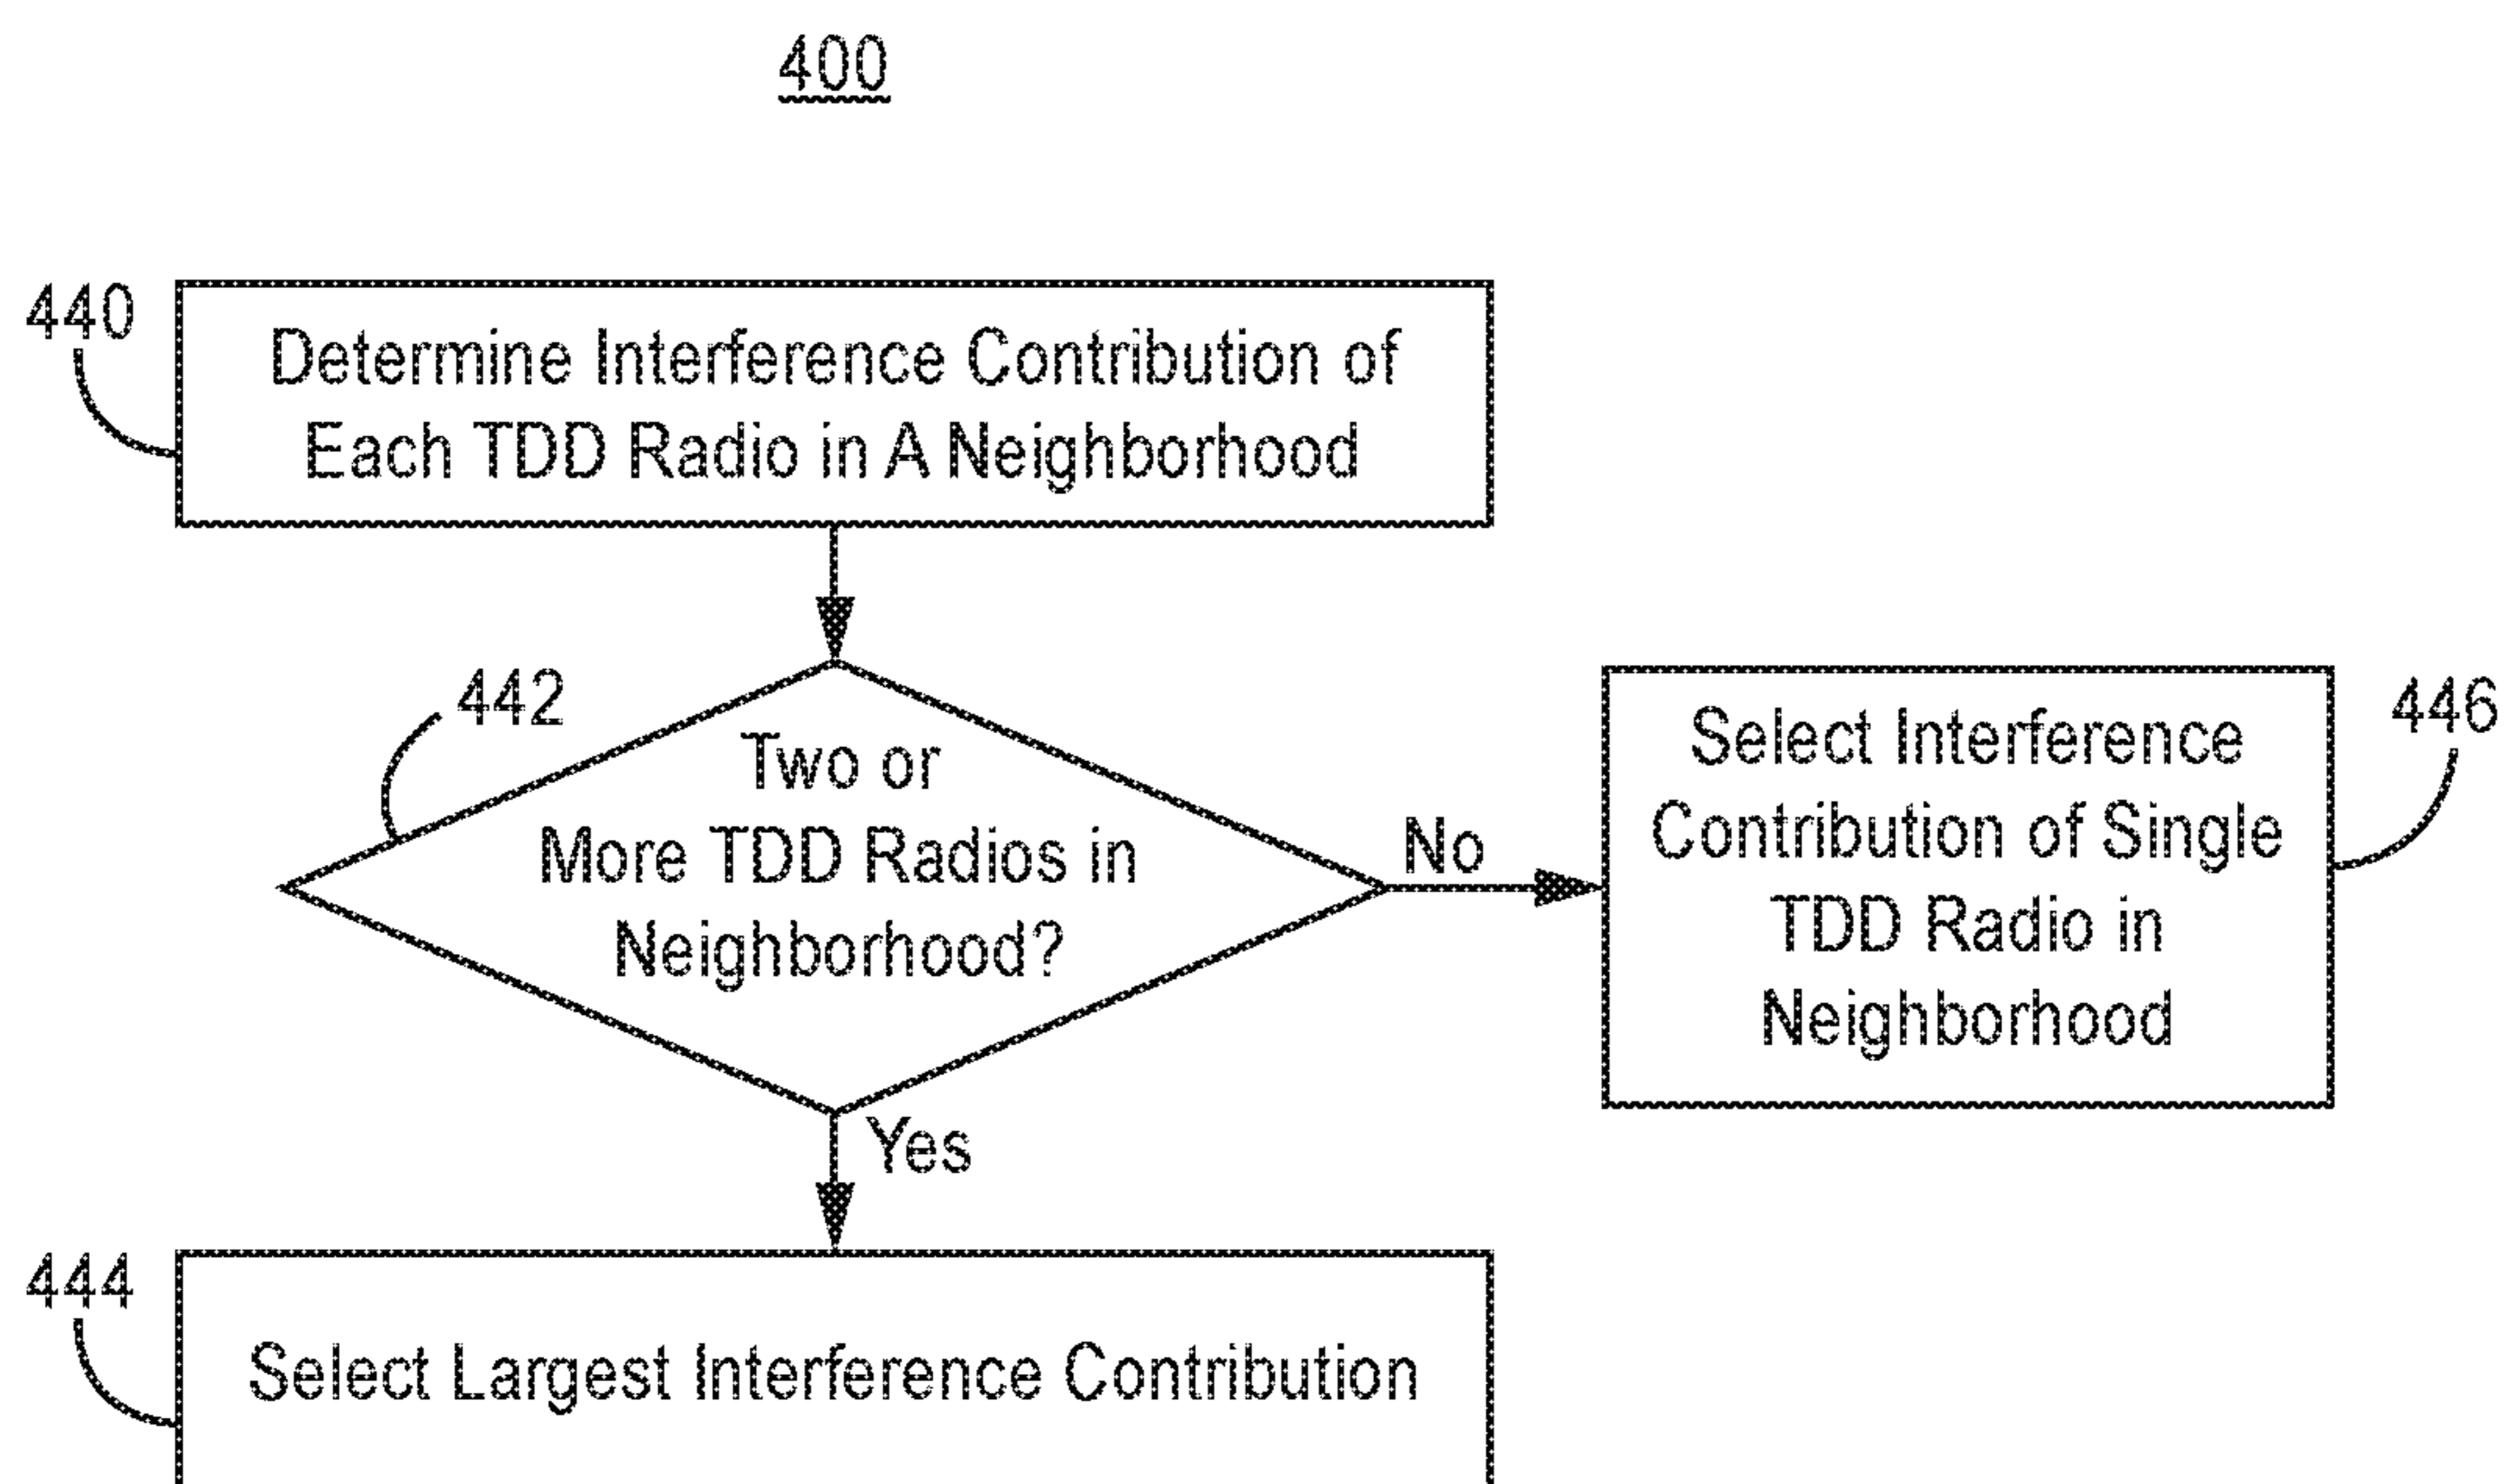 400
440
Determine Interference Contribution of
Each TDD Radio in A Neighborhood
442
Two or
More TDD Radios in
Neighborhood?
No
446
Select Interference
Contribution of Single
TDD Radio in
Neighborhood
Yes
444
Select Largest Interference Contribution